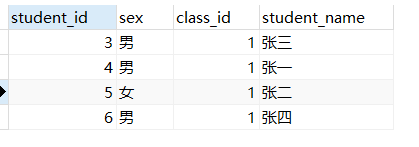 student_id sex class_id student_name
3 男 1 张三
4 男 1 张一
5 女 1 张二
6 男 1 张四